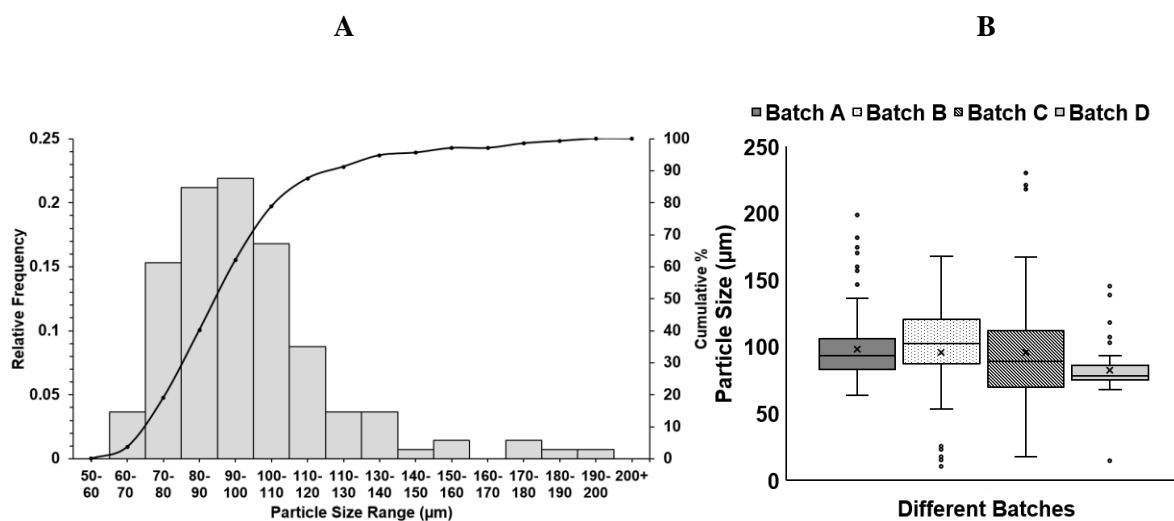 A
B
■Batch A □Batch B ▧Batch C □Batch D
0.25
0.2
0.15
0.1
0.05
0
Relative Frequency
100
90
80
70
60
50
40
30
20
10
0
Cumulative %
50- 60- 70- 80- 90- 100- 110- 110- 130- 140- 150- 160- 170- 180- 190- 200+
60 70 80 90 100 110 120 130 140 150 160 170 180 190 200
Particle Size Range (µm)
250
200
150
100
50
0
Particle Size (µm)
Different Batches